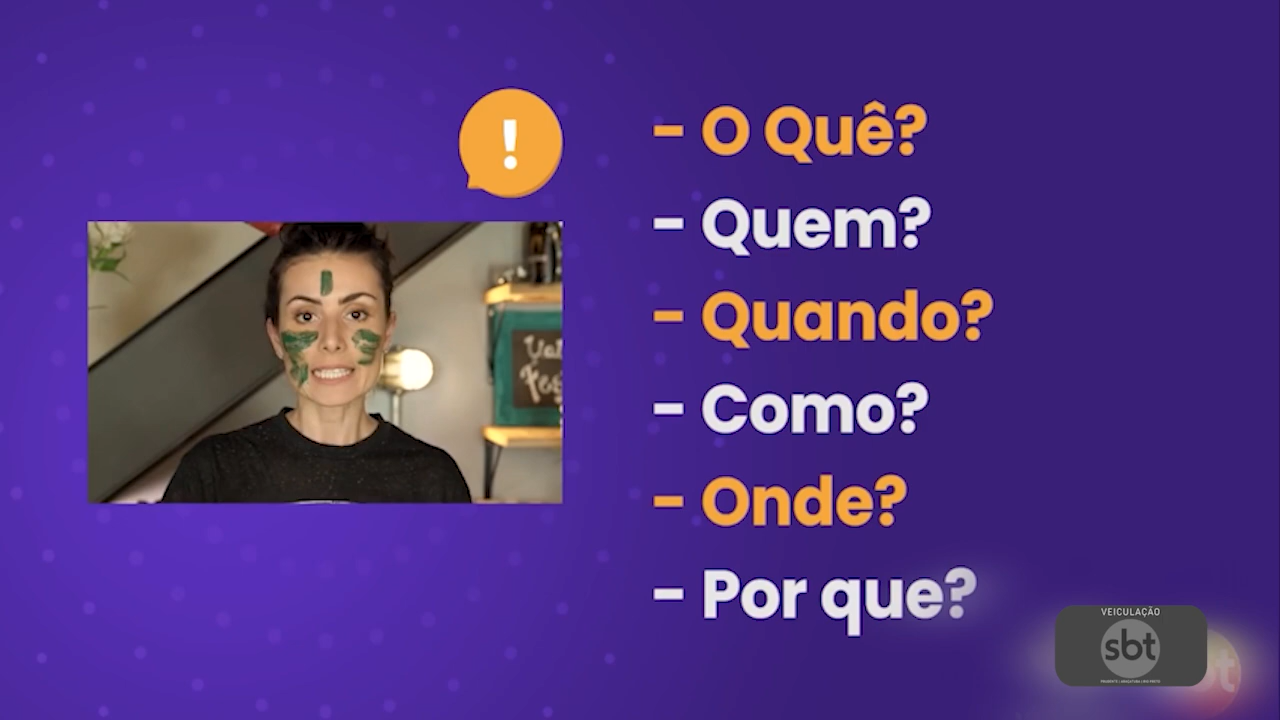 !
- O Quê?
- Quem?
- Quando?
- Como?
- Onde?
- Por que?
VEICULAÇÃO
sbt